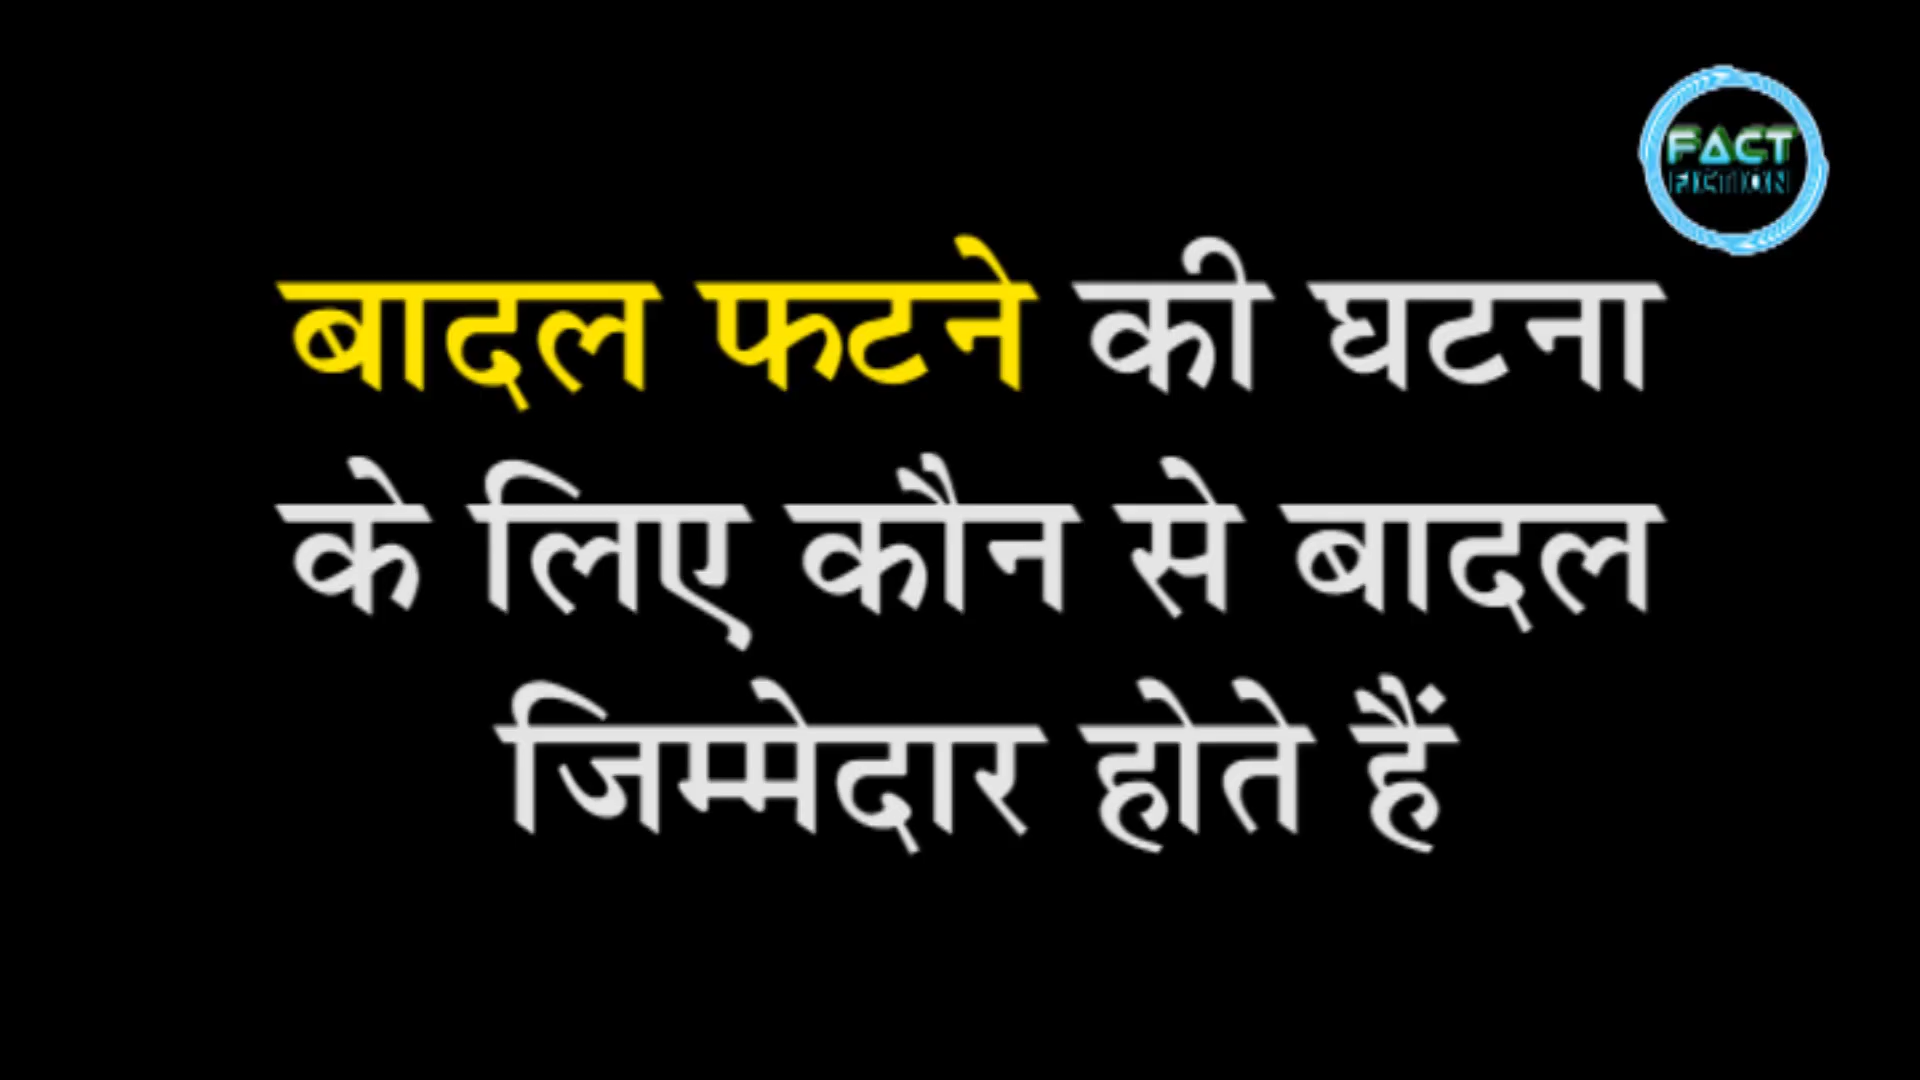 FACT
FICTION
बादल फटने की घटना
के लिए कौन से बादल
जिम्मेदार होते हैं